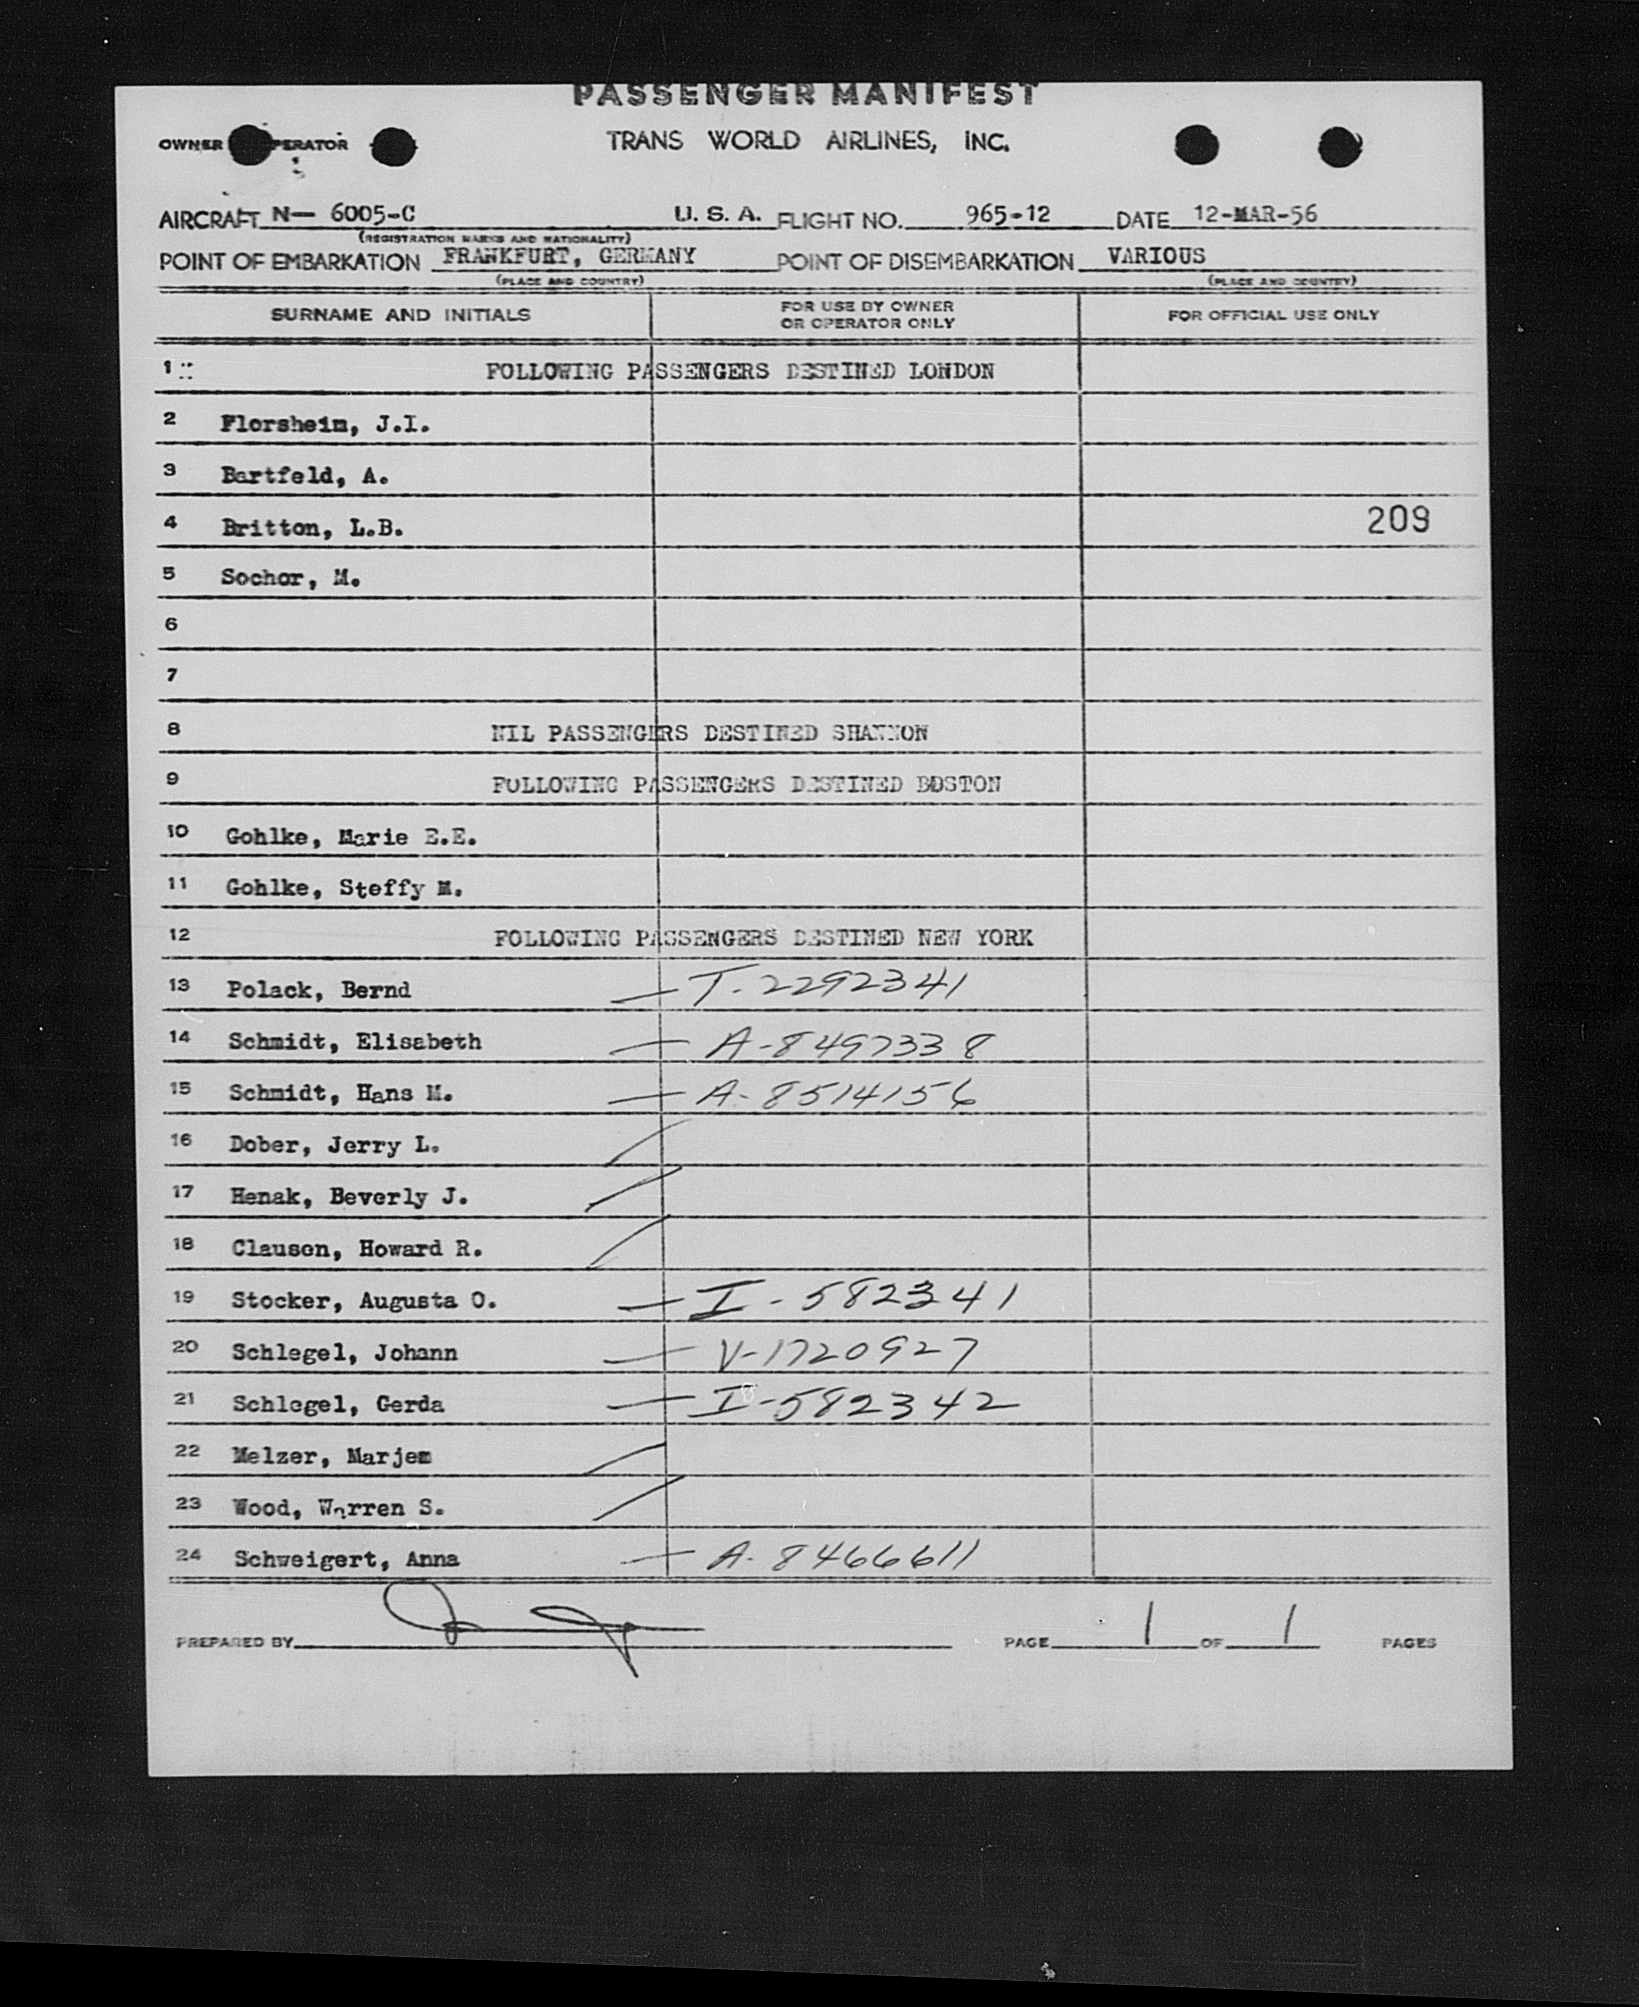 PASSENGER MANIFEST
OWNER OPERATOR TRANS WORLD AIRLINES, INC.
AIRCRAFT N— 6005-C U. S. A. FLIGHT NO. 965-12 DATE 12-MAR-56
(REGISTRATION MARKS AND NATIONALITY)
POINT OF EMBARKATION FRANKFURT, GERMANY POINT OF DISEMBARKATION VARIOUS
(PLACE AND COUNTRY) (PLACE AND COUNTRY)
SURNAME AND INITIALS FOR USE BY OWNER OR OPERATOR ONLY FOR OFFICIAL USE ONLY
1 FOLLOWING PASSENGERS DESTINED LONDON
2 Florsheim, J.I.
3 Bartfeld, A.
4 Britton, L.B. 209
5 Sochor, M.
6
7
8 NIL PASSENGERS DESTINED SHANNON
9 FOLLOWING PASSENGERS DESTINED BOSTON
10 Gohlke, Marie E.E.
11 Gohlke, Steffy M.
12 FOLLOWING PASSENGERS DESTINED NEW YORK
13 Polack, Bernd — T-2292341
14 Schmidt, Elisabeth — A-8497338
15 Schmidt, Hans M. — A-8514156
16 Dober, Jerry L.
17 Henak, Beverly J.
18 Clausen, Howard R.
19 Stocker, Augusta O. — I-582341
20 Schlegel, Johann — V-1720927
21 Schlegel, Gerda — I-582342
22 Melzer, Marjem
23 Wood, Warren S.
24 Schweigert, Anna — A-8466611
PREPARED BY PAGE 1 OF 1 PAGES